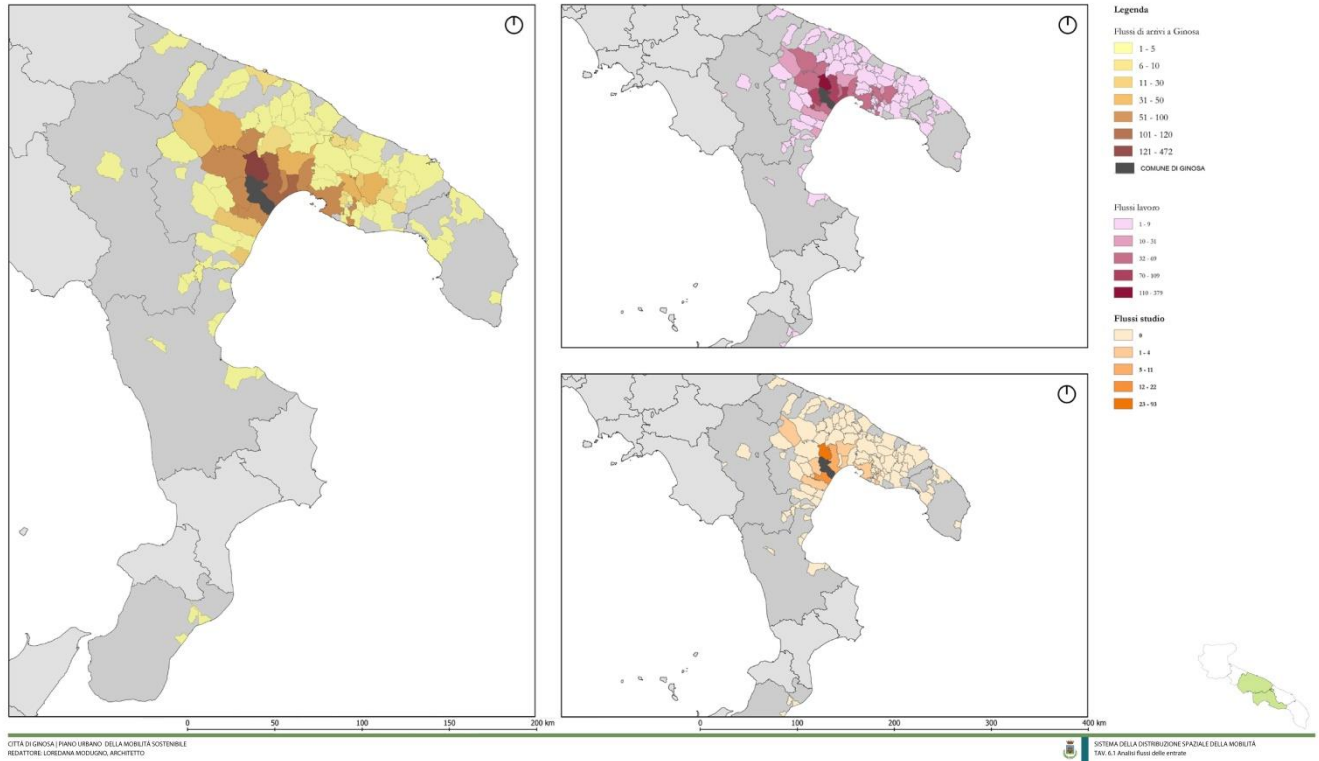 Legenda
Flussi di arrivi a Ginosa
1 - 5
6 - 10
11 - 30
31 - 50
51 - 100
101 - 120
121 - 472
COMUNE DI GINOSA
Flussi lavoro
1 - 9
10 - 31
32 - 69
70 - 109
110 - 379
Flussi studio
0
1 - 4
5 - 11
12 - 22
23 - 93
0 50 100 150 200 km
0 100 200 300 400 km
CITTÀ DI GINOSA | PIANO URBANO DELLA MOBILITÀ SOSTENIBILE
REDATTORE: LOREDANA MODUGNO, ARCHITETTO
SISTEMA DELLA DISTRIBUZIONE SPAZIALE DELLA MOBILITÀ
TAV. 6.1 Analisi flussi delle entrate